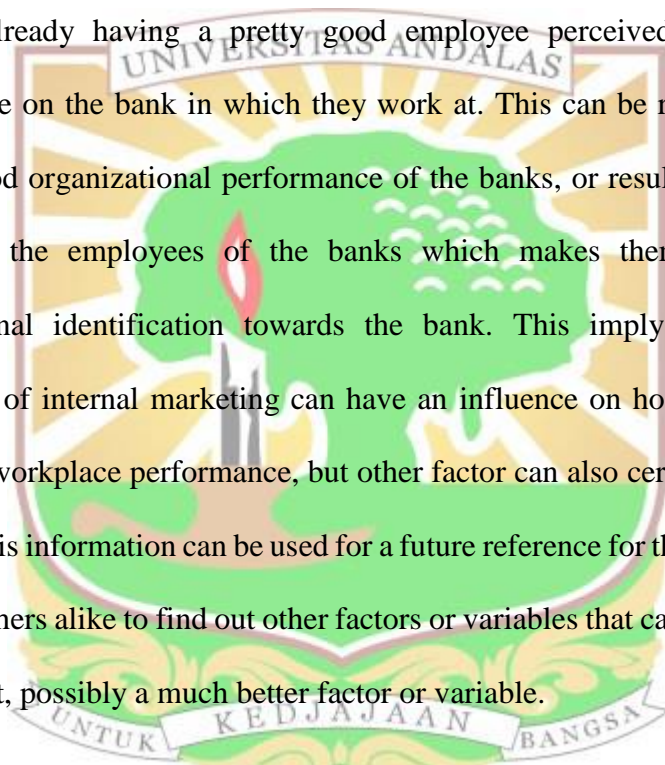 lready having a pretty good employee perceived
UNIVERSITAS ANDALAS
e on the bank in which they work at. This can be
od organizational performance of the banks, or resul
the employees of the banks which makes
nal identification towards the bank. This imply
of internal marketing can have an influence on ho
workplace performance, but other factor can also cer
is information can be used for a future reference for th
ners alike to find out other factors or variables that ca
t, possibly a much better factor or variable.
UNTUK KEDJAJAAN BANGSA